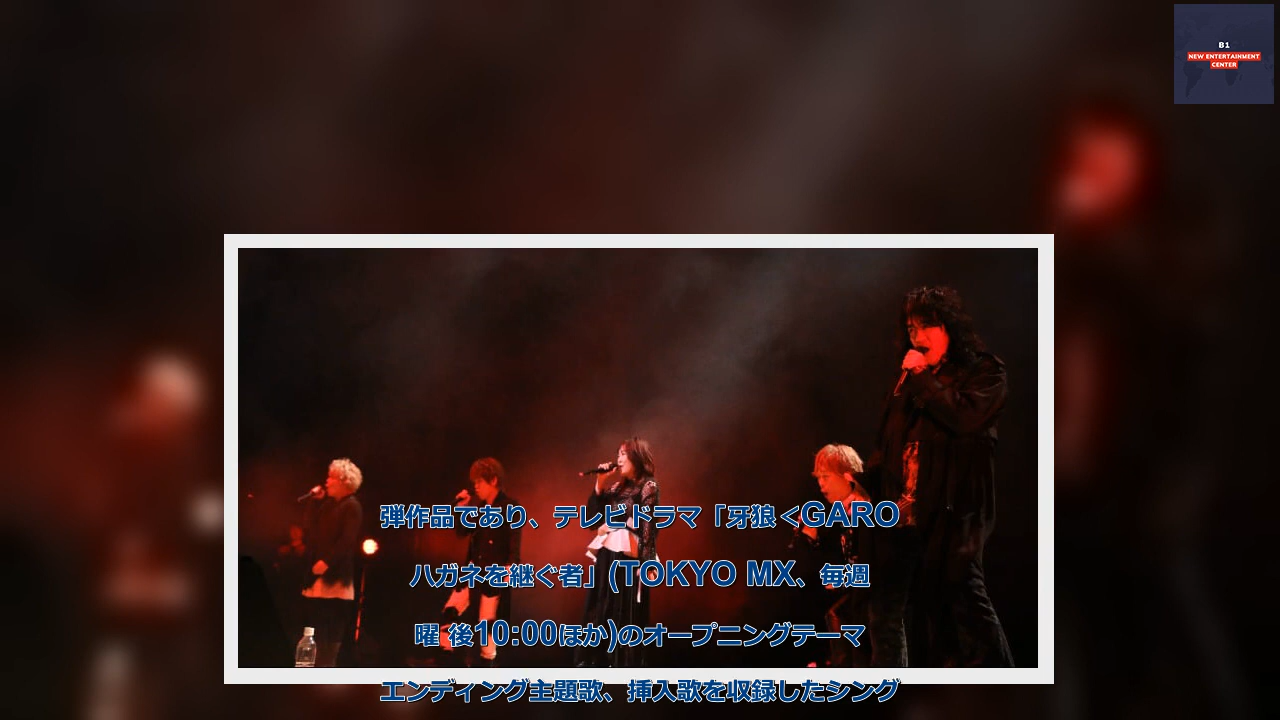 B1
NEW ENTERTAINMENT
CENTER
弾作品であり、テレビドラマ「牙狼<GARO
ハガネを継ぐ者」(TOKYO MX、毎週
曜 後10:00ほか)のオープニングテーマ
エンディング主題歌、挿入歌を収録したシング